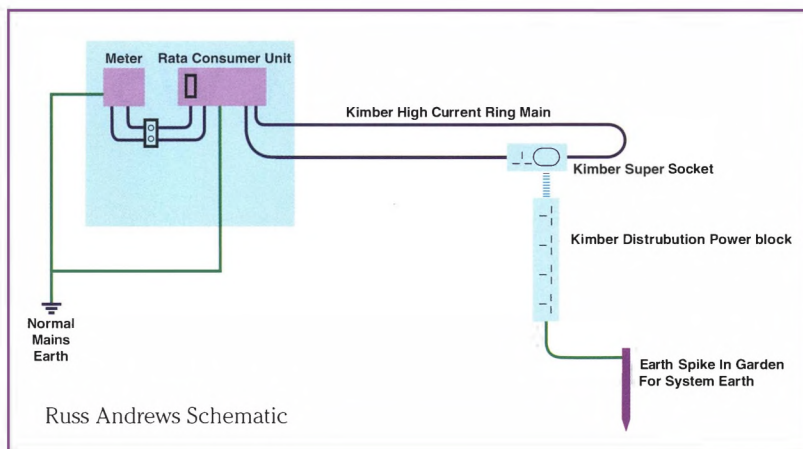 Meter
Rata Consumer Unit
Kimber High Current Ring Main
Kimber Super Socket
Kimber Distrubution Power block
Normal
Mains
Earth
Earth Spike In Garden
For System Earth
Russ Andrews Schematic